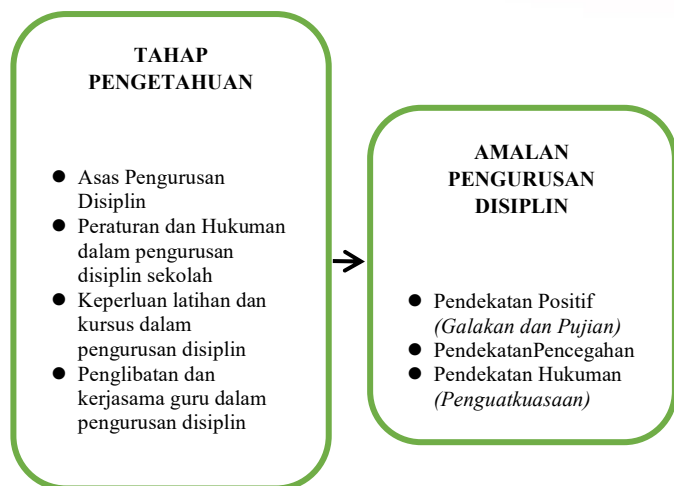 TAHAP
PENGETAHUAN
● Asas Pengurusan
Disiplin
● Peraturan dan Hukuman
dalam pengurusan
disiplin sekolah
● Keperluan latihan dan
kursus dalam
pengurusan disiplin
● Penglibatan dan
kerjasama guru dalam
pengurusan disiplin
AMALAN
PENGURUSAN
DISIPLIN
● Pendekatan Positif
(Galakan dan Pujian)
● PendekatanPencegahan
● Pendekatan Hukuman
(Penguatkuasaan)